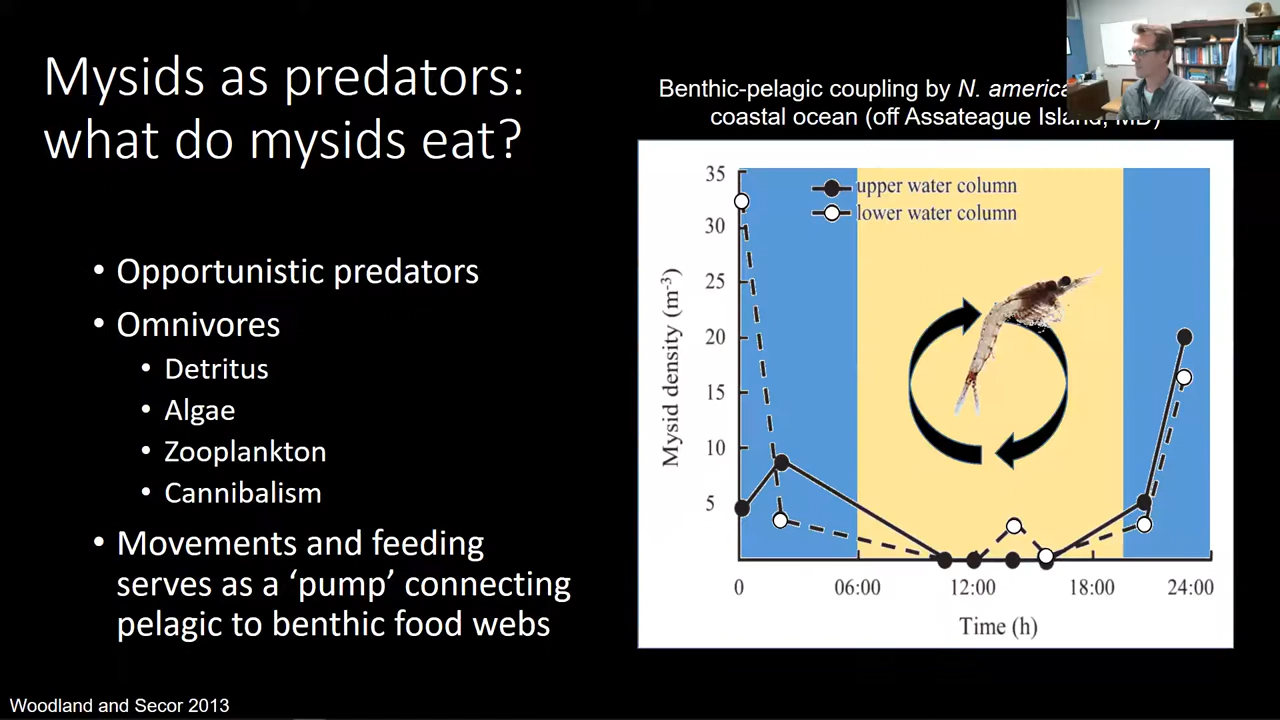 Mysids as predators:
what do mysids eat?
• Opportunistic predators
• Omnivores
• Detritus
• Algae
• Zooplankton
• Cannibalism
• Movements and feeding
serves as a ‘pump’ connecting
pelagic to benthic food webs
Woodland and Secor 2013
Benthic-pelagic coupling by N. america
coastal ocean (off Assateague Island, MD)
upper water column
lower water column
Mysid density (m-3)
35
30
25
20
15
10
5
0 06:00 12:00 18:00 24:00
Time (h)